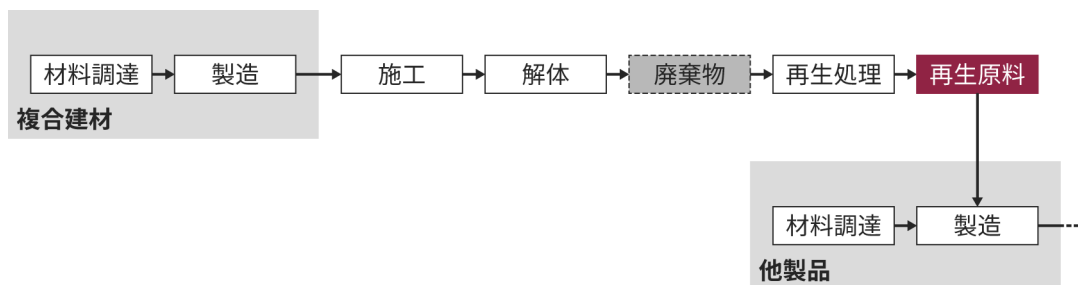 材料調達
製造
施工
解体
廃棄物
再生処理
再生原料
複合建材
材料調達
製造
他製品